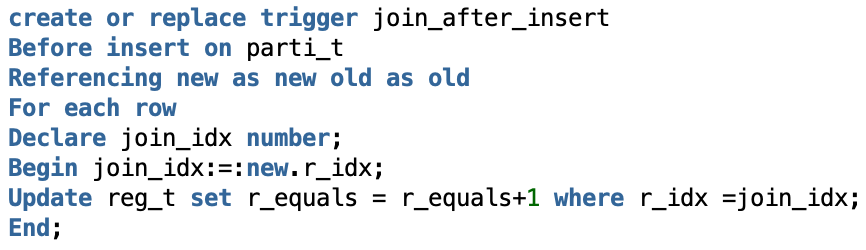 create or replace trigger join_after_insert
Before insert on parti_t
Referencing new as new old as old
For each row
Declare join_idx number;
Begin join_idx:=:new.r_idx;
Update reg_t set r_equals = r_equals+1 where r_idx =join_idx;
End;